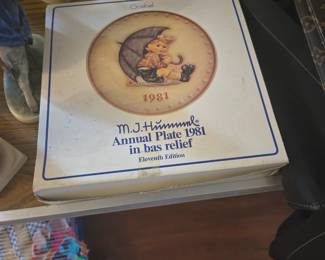 Goebel
1981
M.J. Hummel
Annual Plate 1981
in bas relief
Eleventh Edition